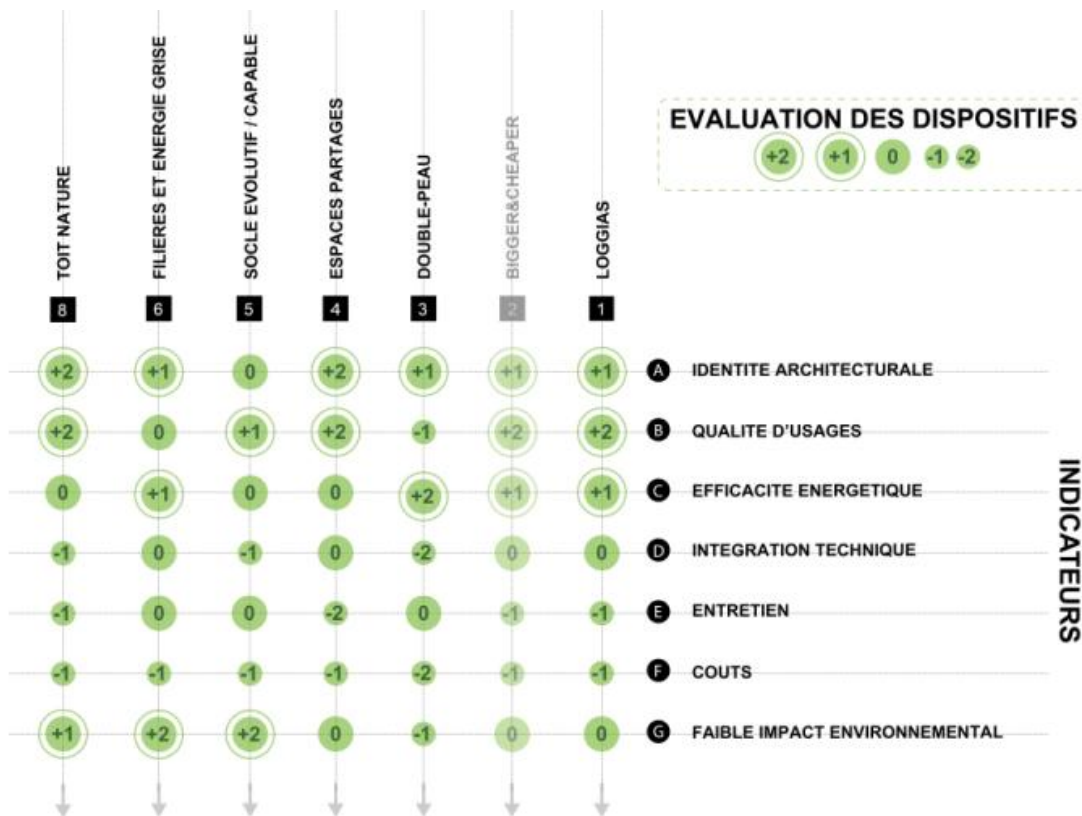 EVALUATION DES DISPOSITIFS
+2 +1 0 -1 -2
TOIT NATURE
FILIERES ET ENERGIE GRISE
SOCLE EVOLUTIF / CAPABLE
ESPACES PARTAGES
DOUBLE-PEAU
BIGGER&CHEAPER
LOGGIAS
8 6 5 4 3 2 1
+2 +1 0 +2 +1 +1 +1 A IDENTITE ARCHITECTURALE
+2 0 +1 +2 -1 +2 +2 B QUALITE D'USAGES
0 +1 0 0 +2 +1 +1 C EFFICACITE ENERGETIQUE
-1 0 -1 0 -2 0 0 D INTEGRATION TECHNIQUE
-1 0 0 -2 0 -1 -1 E ENTRETIEN
-1 -1 -1 -1 -2 -1 -1 F COUTS
+1 +2 +2 0 -1 0 0 G FAIBLE IMPACT ENVIRONNEMENTAL
INDICATEURS